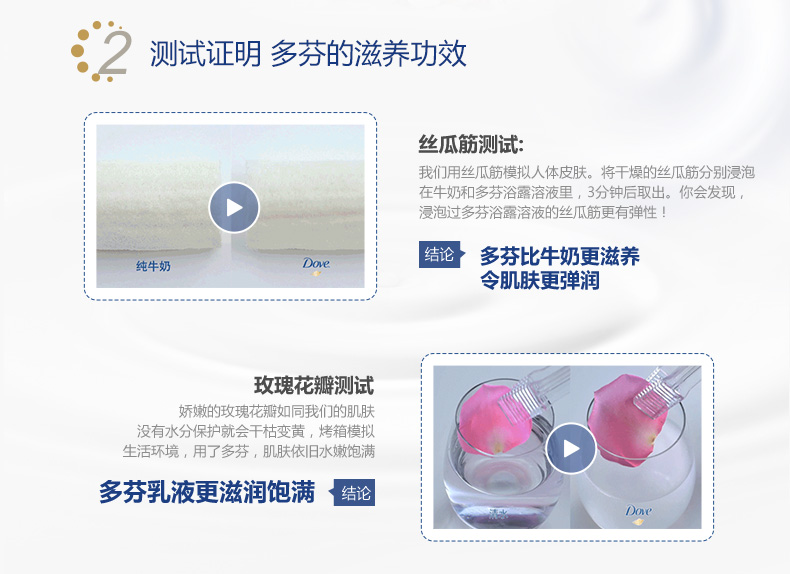 2
测试证明 多芬的滋养功效
丝瓜筋测试:
我们用丝瓜筋模拟人体皮肤。将干燥的丝瓜筋分别浸泡
在牛奶和多芬浴露溶液里，3分钟后取出。你会发现，
浸泡过多芬浴露溶液的丝瓜筋更有弹性！
纯牛奶
Dove
结论
多芬比牛奶更滋养
令肌肤更弹润
玫瑰花瓣测试
娇嫩的玫瑰花瓣如同我们的肌肤
没有水分保护就会干枯变黄，烤箱模拟
生活环境，用了多芬，肌肤依旧水嫩饱满
多芬乳液更滋润饱满
结论
清水
Dove